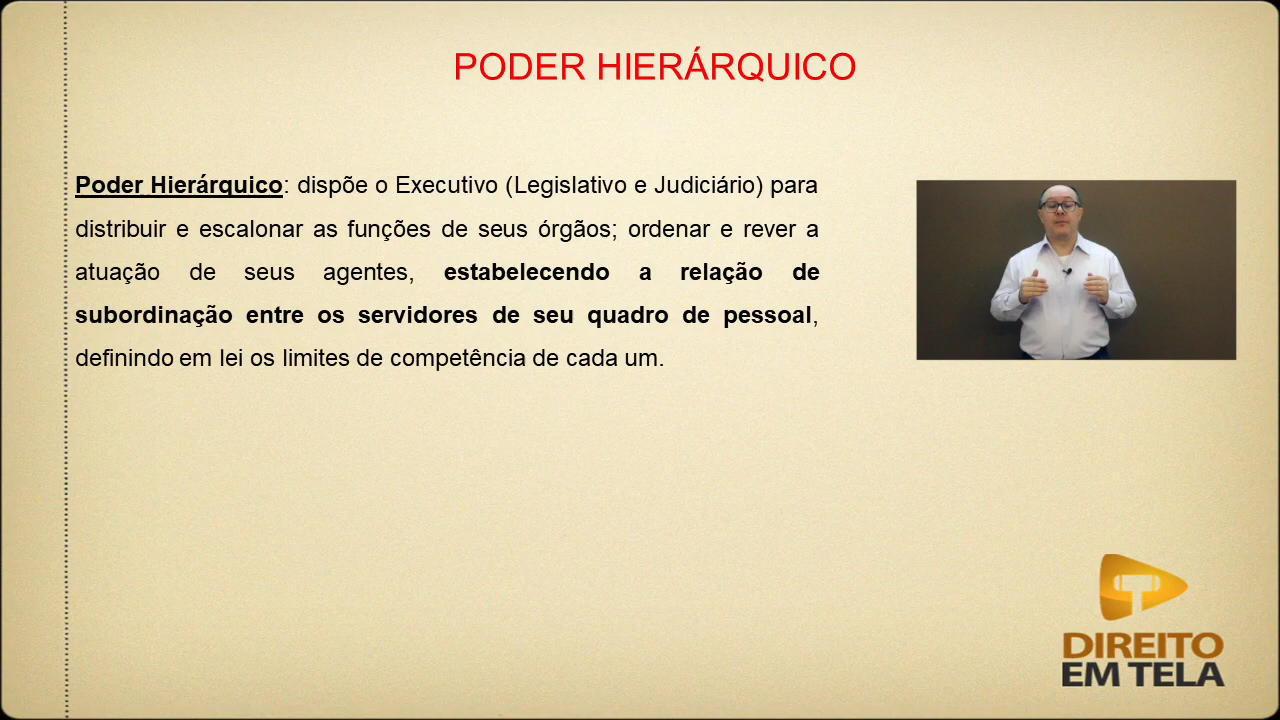 PODER HIERÁRQUICO
Poder Hierárquico: dispõe o Executivo (Legislativo e Judiciário) para
distribuir e escalonar as funções de seus órgãos; ordenar e rever a
atuação de seus agentes, estabelecendo a relação de
subordinação entre os servidores de seu quadro de pessoal,
definindo em lei os limites de competência de cada um.
DIREITO
EM TELA